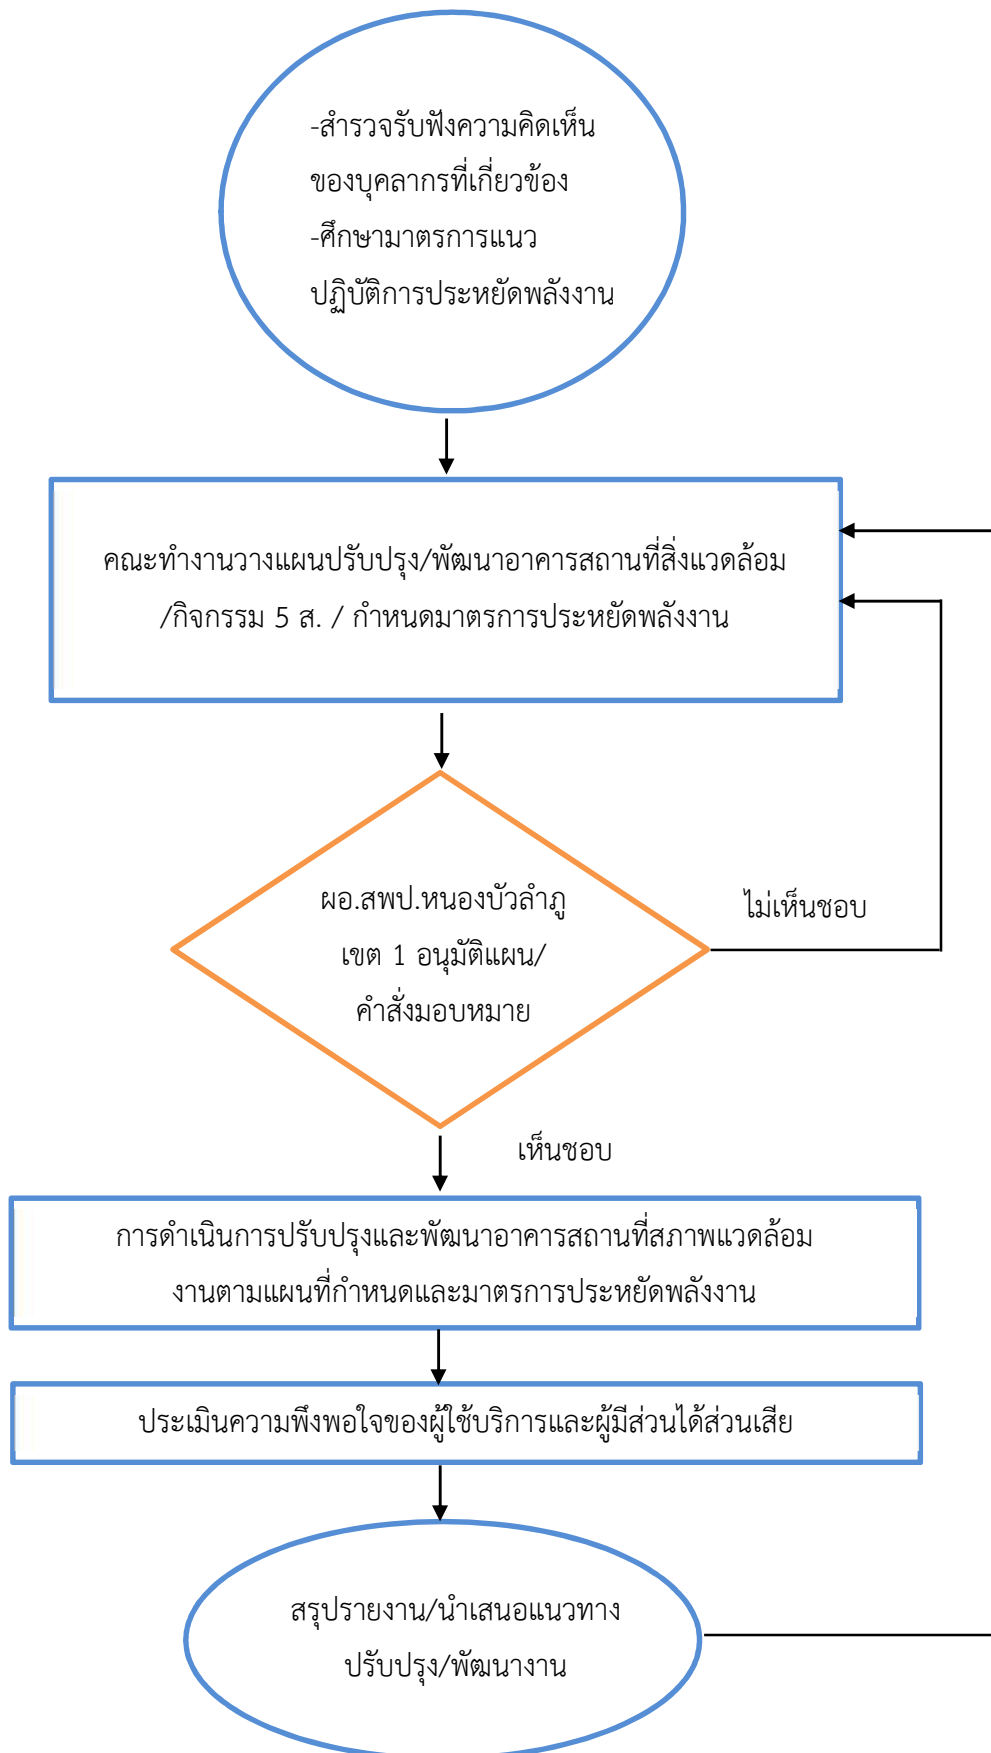 -สำรวจรับฟังความคิดเห็น
ของบุคลากรที่เกี่ยวข้อง
-ศึกษามาตรการแนว
ปฏิบัติการประหยัดพลังงาน
คณะทำงานวางแผนปรับปรุง/พัฒนาอาคารสถานที่สิ่งแวดล้อม
/กิจกรรม 5 ส. / กำหนดมาตรการประหยัดพลังงาน
ผอ.สพป.หนองบัวลำภู
เขต 1 อนุมัติแผน/
คำสั่งมอบหมาย
ไม่เห็นชอบ
เห็นชอบ
การดำเนินการปรับปรุงและพัฒนาอาคารสถานที่สภาพแวดล้อม
งานตามแผนที่กำหนดและมาตรการประหยัดพลังงาน
ประเมินความพึงพอใจของผู้ใช้บริการและผู้มีส่วนได้ส่วนเสีย
สรุปรายงาน/นำเสนอแนวทาง
ปรับปรุง/พัฒนางาน